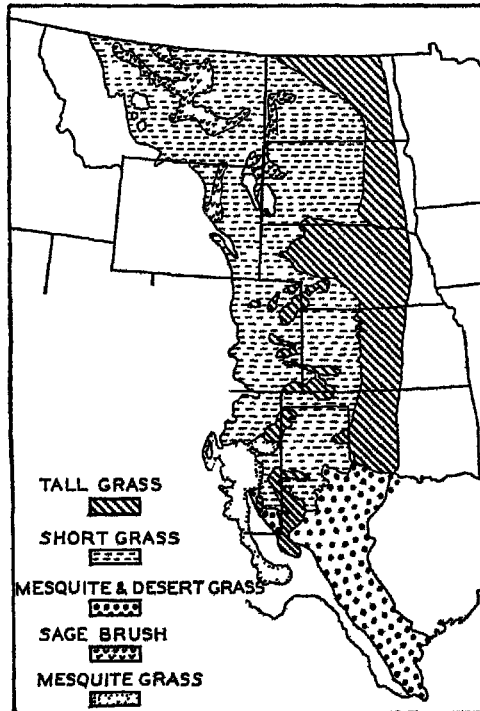 TALL GRASS
SHORT GRASS
MESQUITE & DESERT GRASS
SAGE BRUSH
MESQUITE GRASS